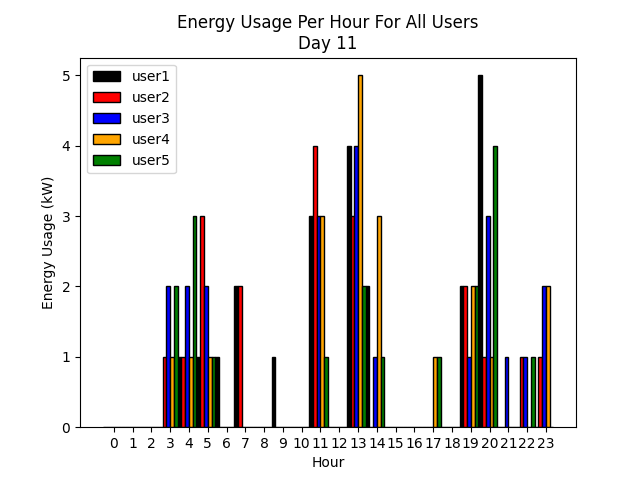 Energy Usage Per Hour For All Users
Day 11
user1
user2
user3
user4
user5
Energy Usage (kW)
5
4
3
2
1
0
0 1 2 3 4 5 6 7 8 9 10 11 12 13 14 15 16 17 18 19 20 21 22 23
Hour